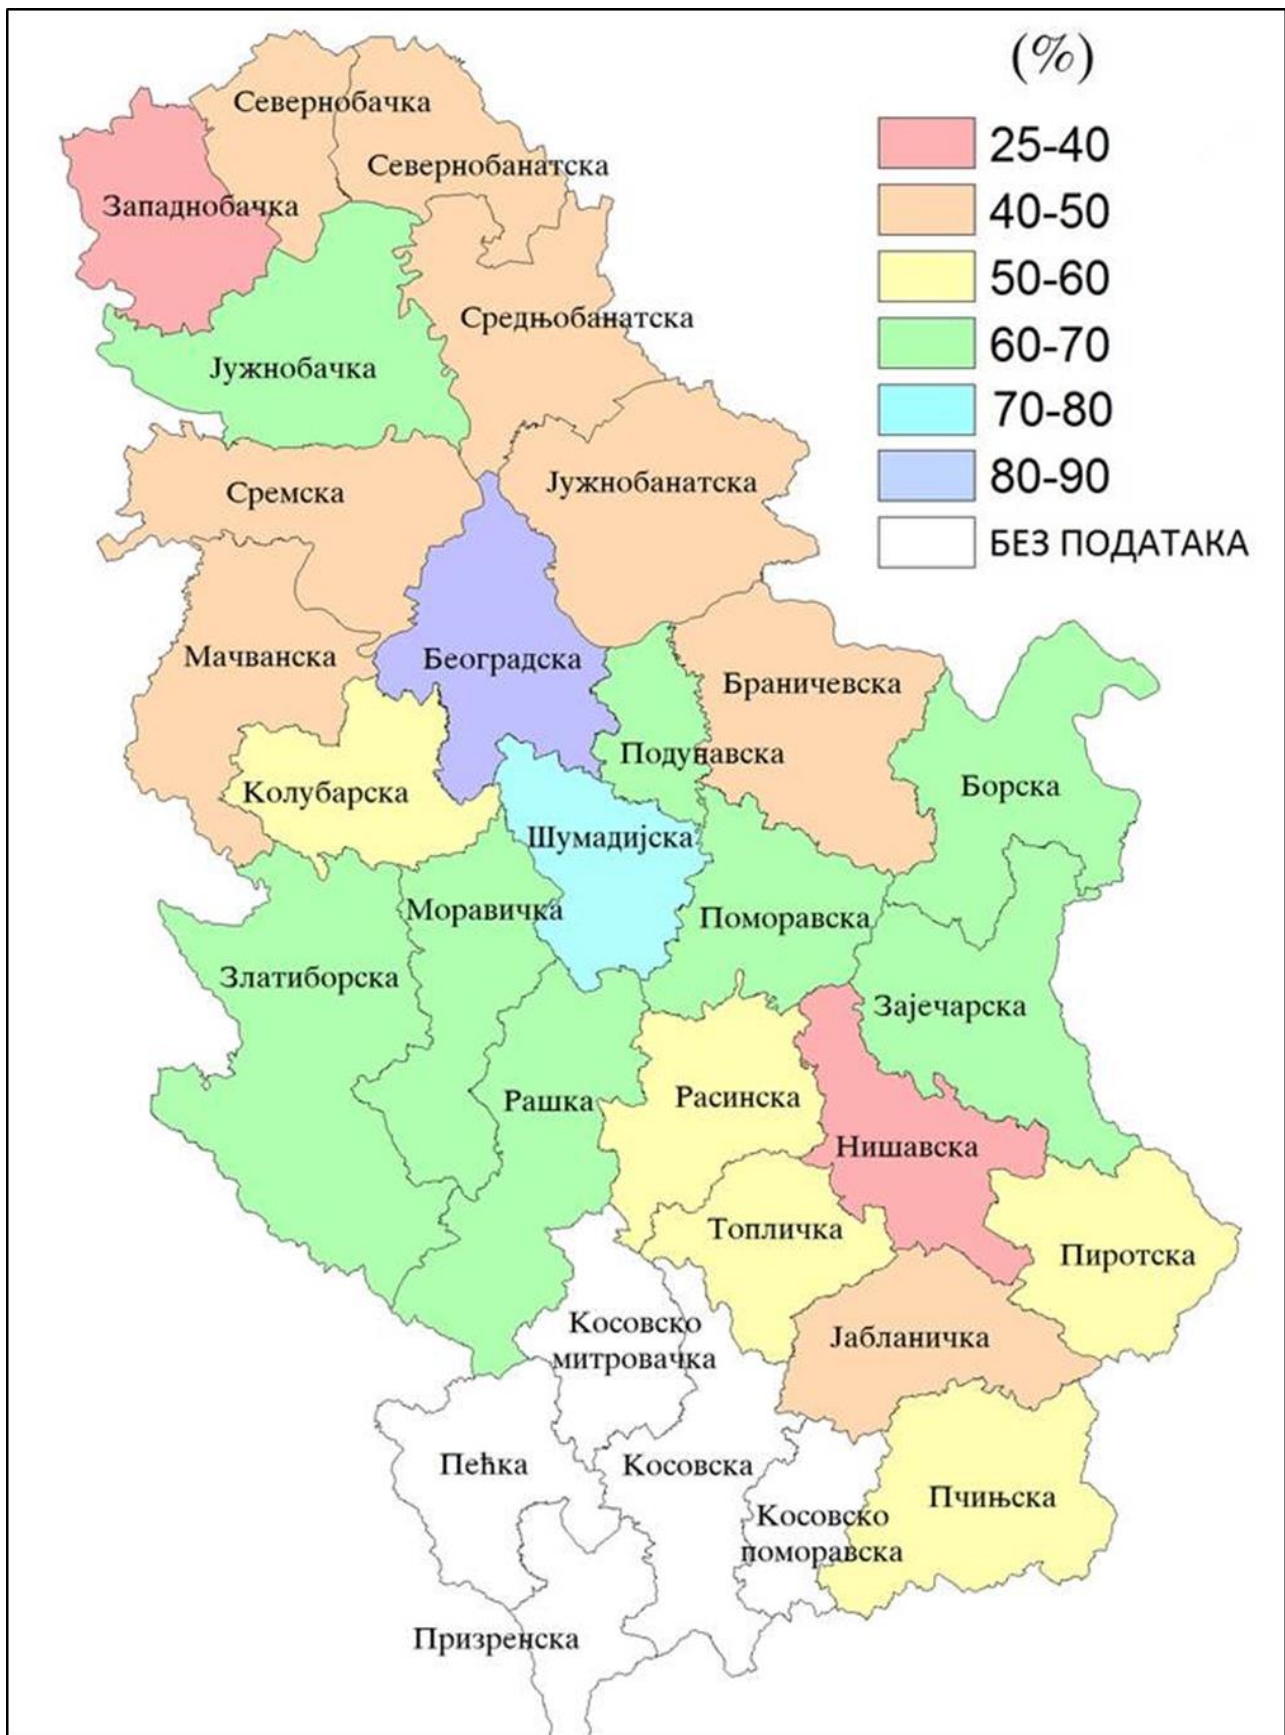 (%)
25-40
40-50
50-60
60-70
70-80
80-90
БЕЗ ПОДАТАКА
Севернобачка
Севернобанатска
Западнобачка
Средњобанатска
Јужнобачка
Јужнобанатска
Сремска
Мачванска
Београдска
Браничевска
Подунавска
Борска
Колубарска
Шумадијска
Моравичка
Поморавска
Златиборска
Зајечарска
Рашка
Расинска
Нишавска
Топличка
Пиротска
Косовско
митровачка
Јабланичка
Пећка
Косовска
Пчињска
Косовско
поморавска
Призренска